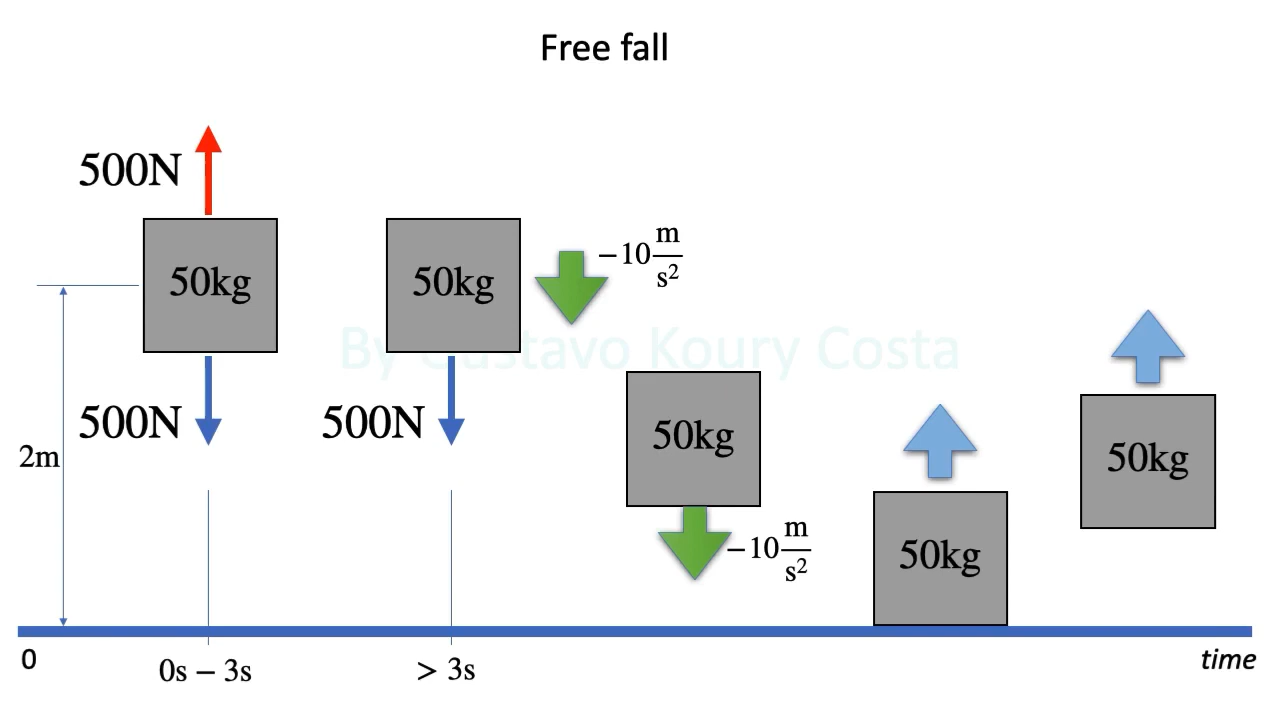 Free fall
500N
50kg
50kg
−10 m/s²
By Gustavo Koury Costa
500N
500N
2m
50kg
−10 m/s²
50kg
50kg
0
0s − 3s
> 3s
time